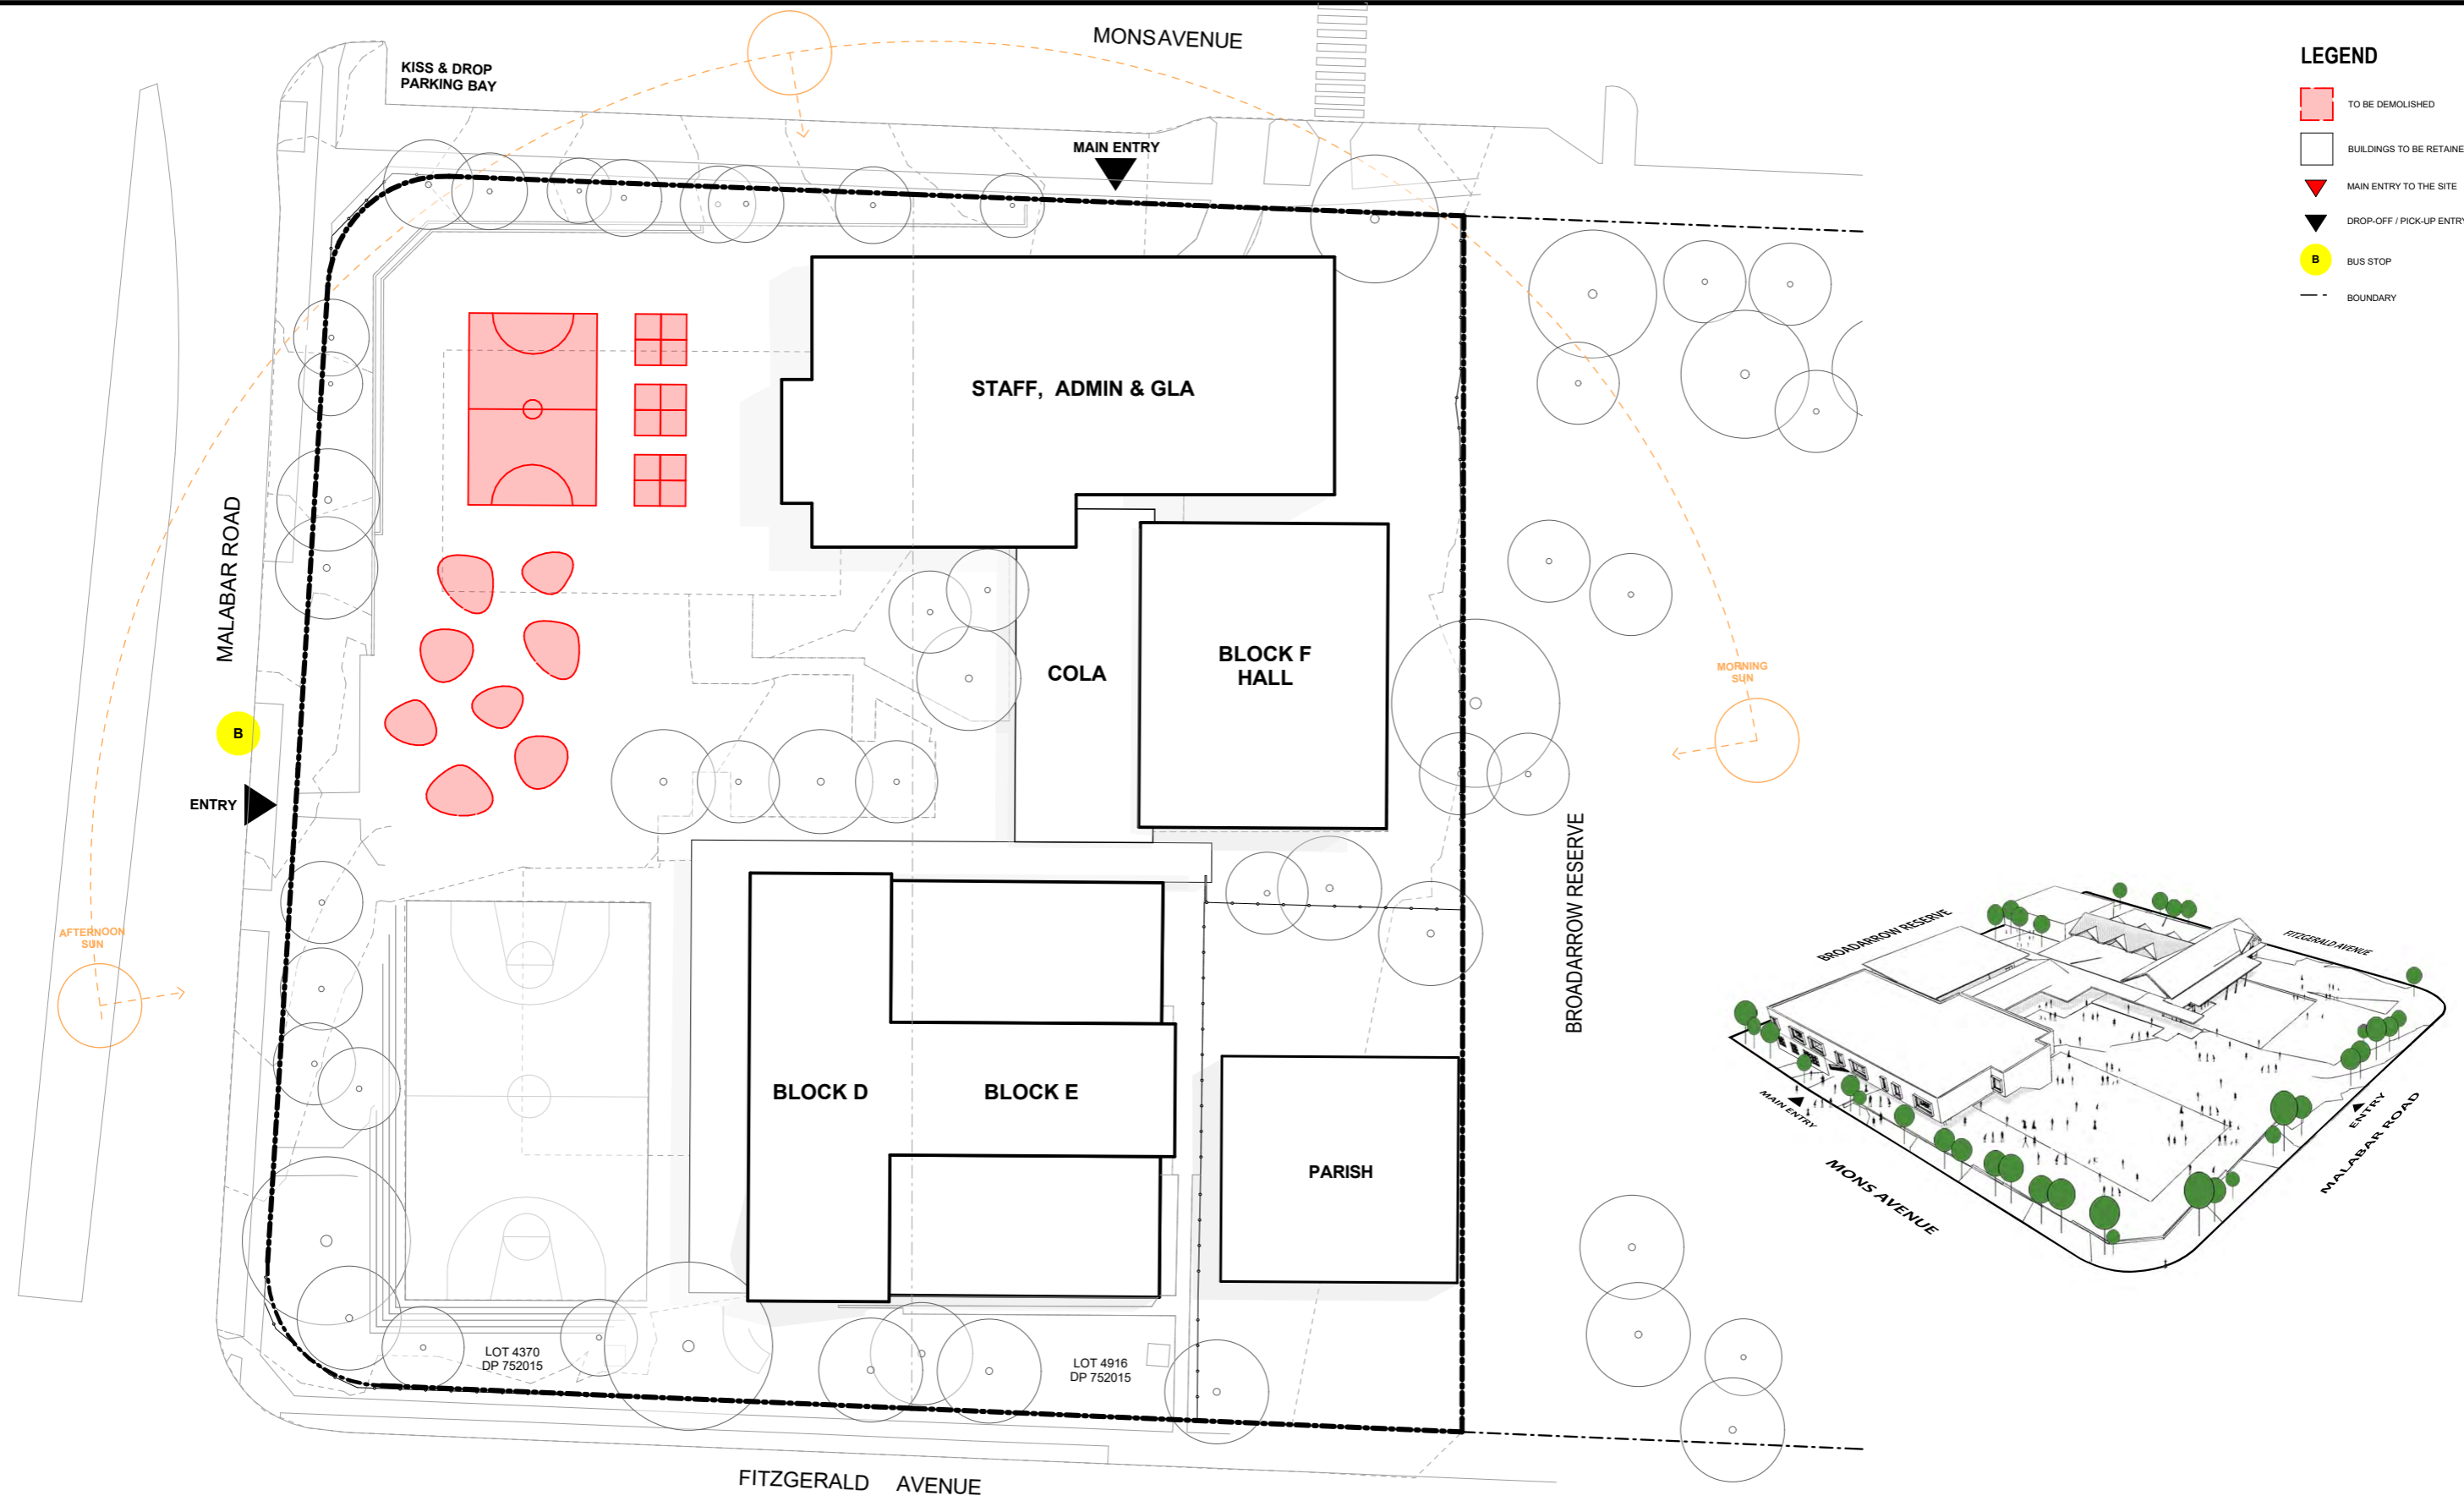 MONSAVENUE
KISS & DROP
PARKING BAY
MAIN ENTRY
LEGEND
TO BE DEMOLISHED
BUILDINGS TO BE RETAINE
MAIN ENTRY TO THE SITE
DROP-OFF / PICK-UP ENTRY
B
BUS STOP
BOUNDARY
STAFF, ADMIN & GLA
MALABAR ROAD
COLA
BLOCK F
HALL
MORNING
SUN
B
ENTRY
BROADARROW RESERVE
AFTERNOON
SUN
BLOCK D
BLOCK E
PARISH
LOT 4370
DP 752015
LOT 4916
DP 752015
FITZGERALD AVENUE
BROADARROW RESERVE
FITZGERALD AVENUE
MAIN ENTRY
MONS AVENUE
ENTRY
MALABAR ROAD